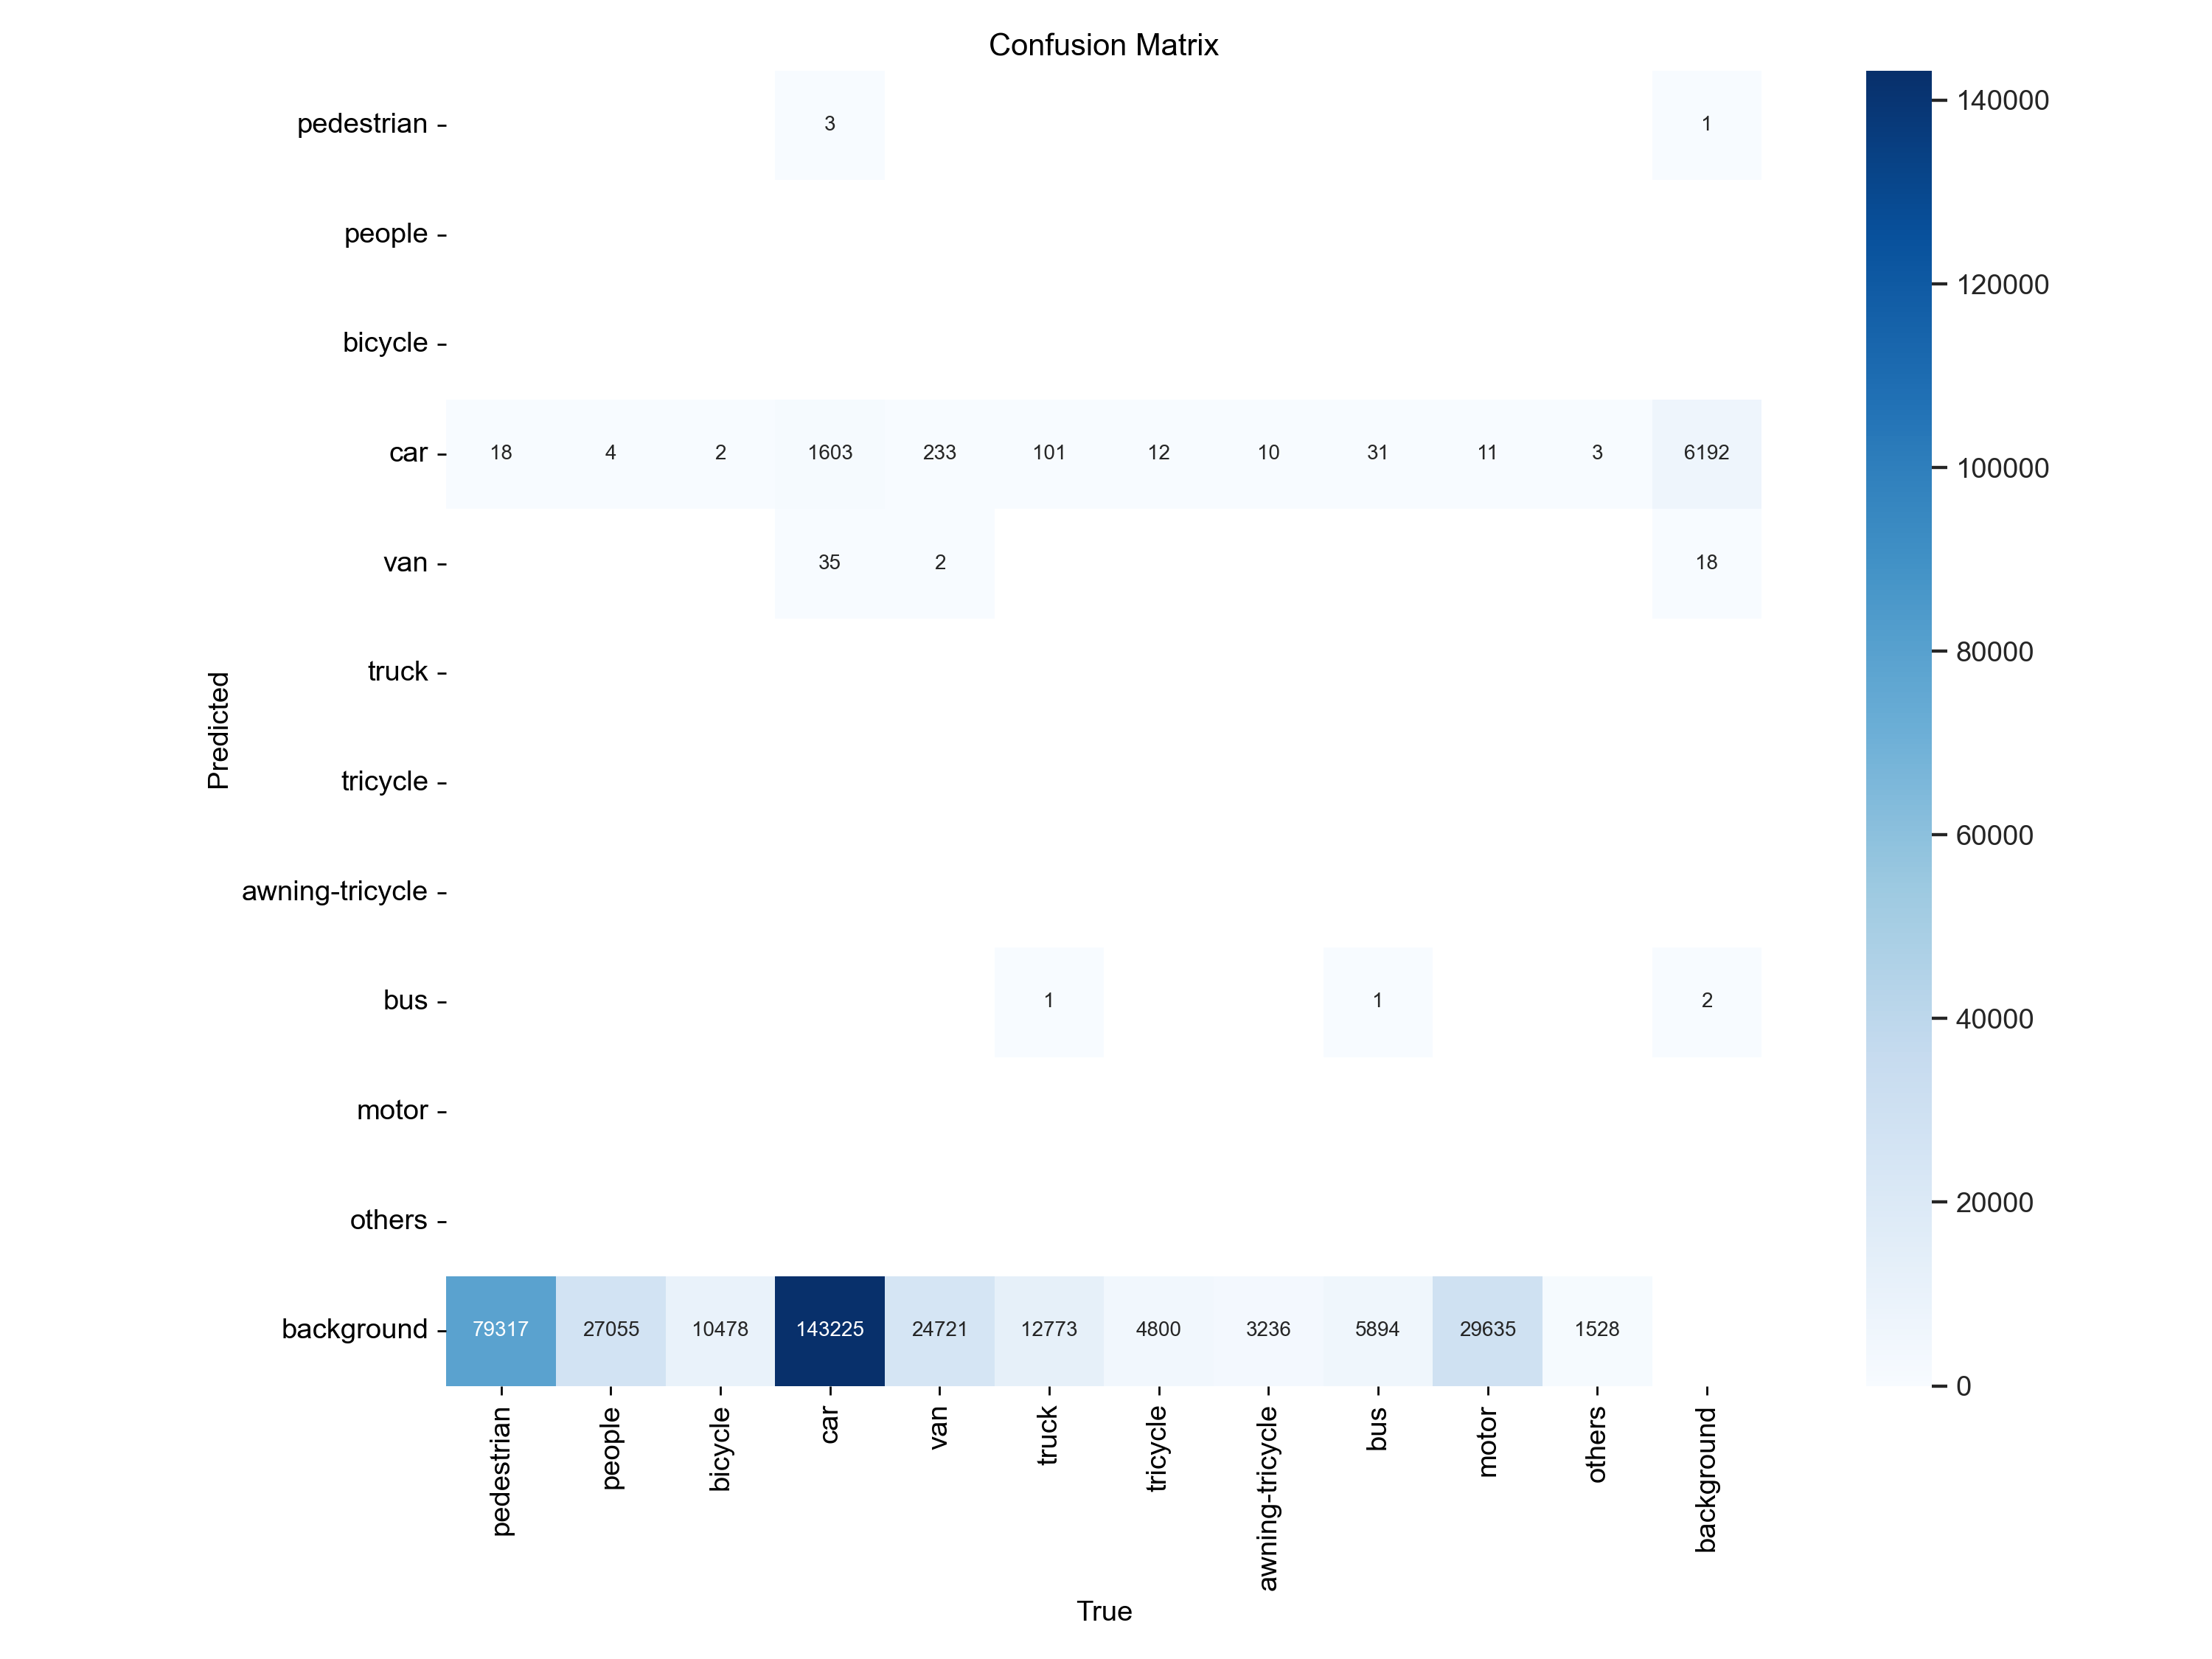 Confusion Matrix
pedestrian 3 1
people
bicycle
car 18 4 2 1603 233 101 12 10 31 11 3 6192
van 35 2 18
truck
tricycle
awning-tricycle
bus 1 1 2
motor
others
background 79317 27055 10478 143225 24721 12773 4800 3236 5894 29635 1528
Predicted
pedestrian
people
bicycle
car
van
truck
tricycle
awning-tricycle
bus
motor
others
background
True
140000
120000
100000
80000
60000
40000
20000
0